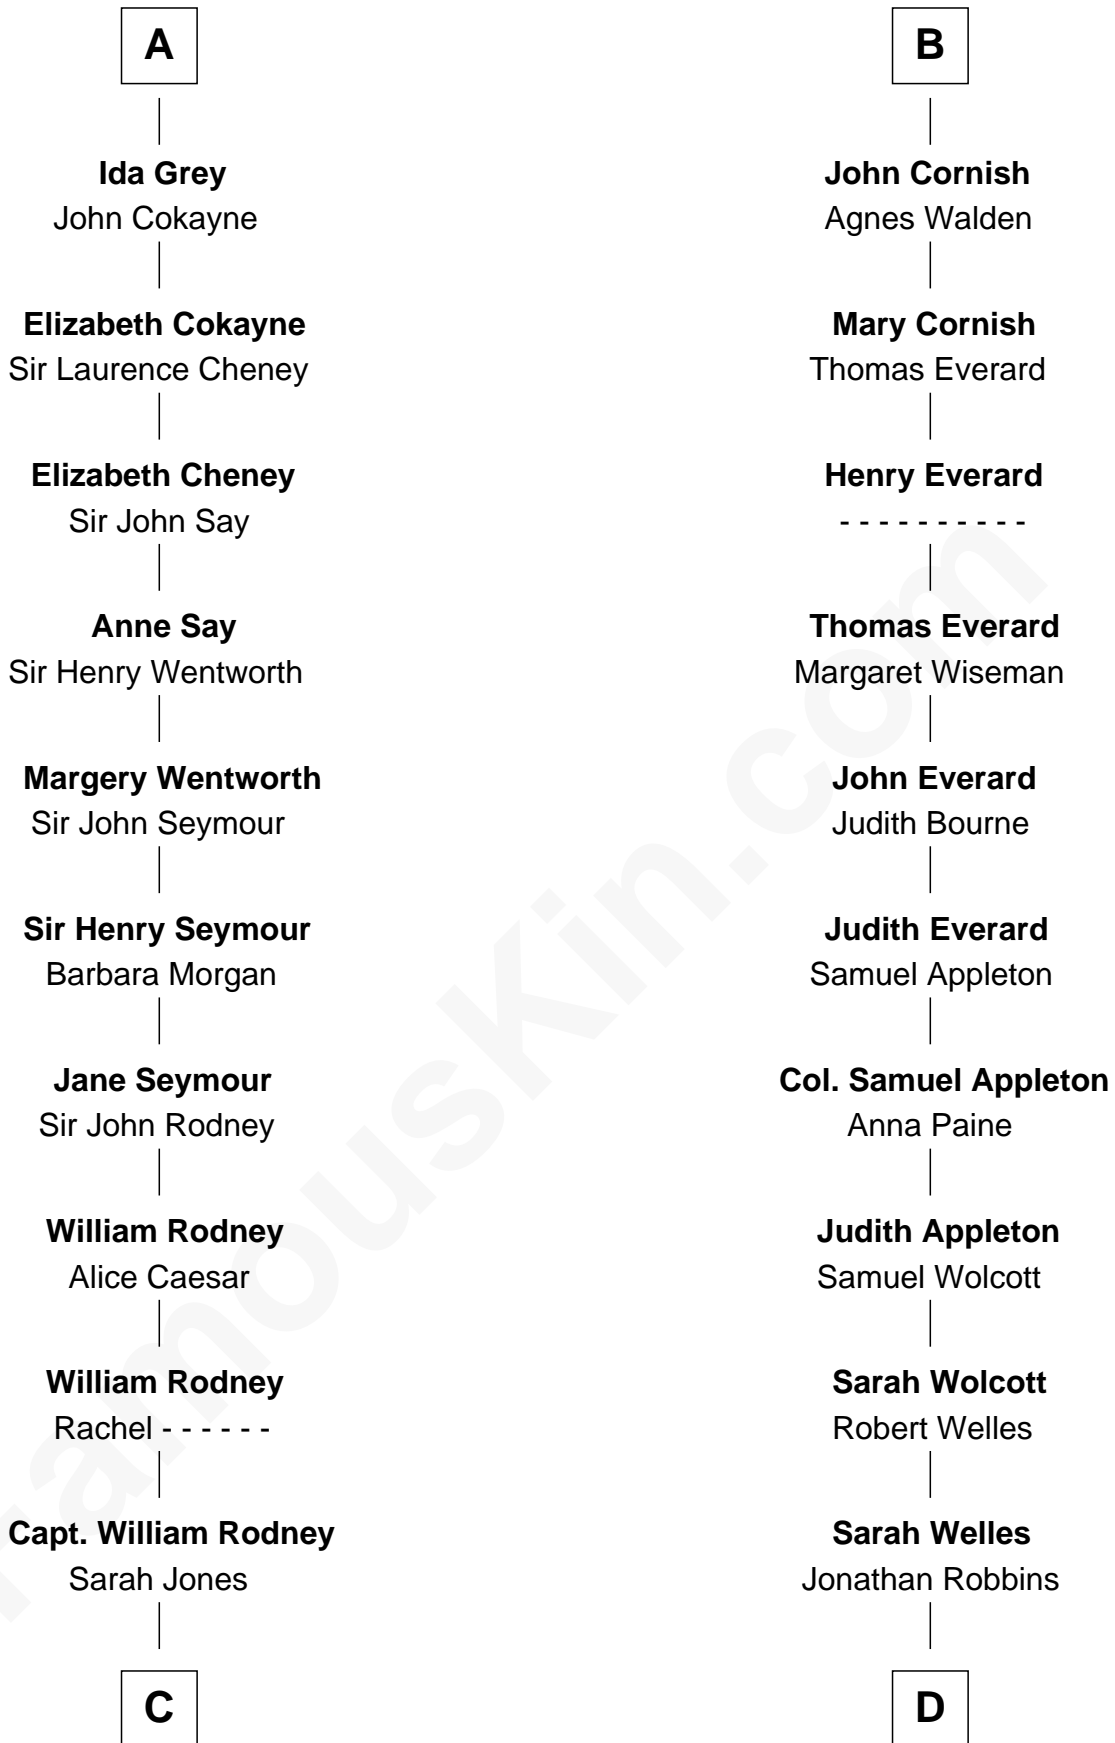 A
Ida Grey
John Cokayne
Elizabeth Cokayne
Sir Laurence Cheney
Elizabeth Cheney
Sir John Say
Anne Say
Sir Henry Wentworth
Margery Wentworth
Sir John Seymour
Sir Henry Seymour
Barbara Morgan
Jane Seymour
Sir John Rodney
William Rodney
Alice Caesar
William Rodney
Rachel - - - - - -
Capt. William Rodney
Sarah Jones
C
B
John Cornish
Agnes Walden
Mary Cornish
Thomas Everard
Henry Everard
- - - - - - - - - -
Thomas Everard
Margaret Wiseman
John Everard
Judith Bourne
Judith Everard
Samuel Appleton
Col. Samuel Appleton
Anna Paine
Judith Appleton
Samuel Wolcott
Sarah Wolcott
Robert Welles
Sarah Welles
Jonathan Robbins
D
FamousKin.com